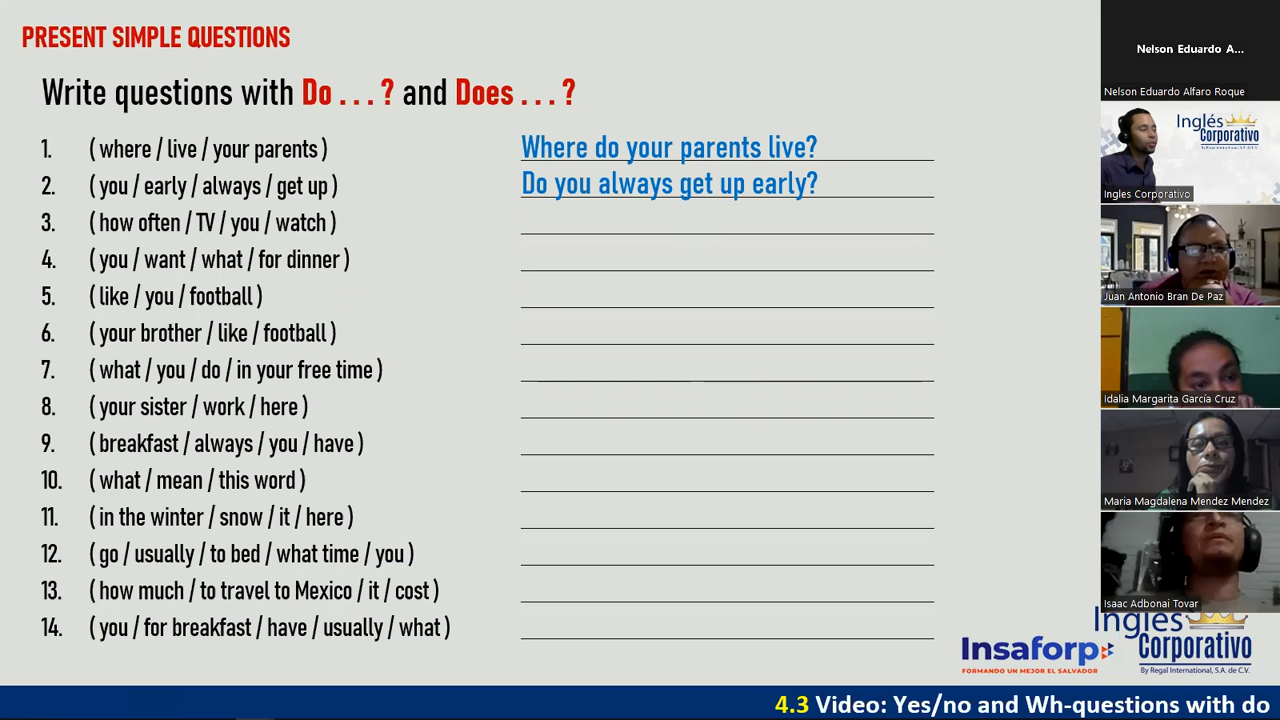 PRESENT SIMPLE QUESTIONS
Write questions with Do . . . ? and Does . . . ?
1. ( where / live / your parents ) Where do your parents live?
2. ( you / early / always / get up ) Do you always get up early?
3. ( how often / TV / you / watch )
4. ( you / want / what / for dinner )
5. ( like / you / football )
6. ( your brother / like / football )
7. ( what / you / do / in your free time )
8. ( your sister / work / here )
9. ( breakfast / always / you / have )
10. ( what / mean / this word )
11. ( in the winter / snow / it / here )
12. ( go / usually / to bed / what time / you )
13. ( how much / to travel to Mexico / it / cost )
14. ( you / for breakfast / have / usually / what )
Nelson Eduardo A...
Nelson Eduardo Alfaro Roque
Inglés
Corporativo
By Regal International, S.A. de C.V.
Ingles Corporativo
Juan Antonio Bran De Paz
Idalia Margarita García Cruz
Maria Magdalena Mendez Mendez
Isaac Adbonai Tovar
Insaforp
FORMANDO UN MEJOR EL SALVADOR
Inglés
Corporativo
By Regal International, S.A. de C.V.
4.3 Video: Yes/no and Wh-questions with do